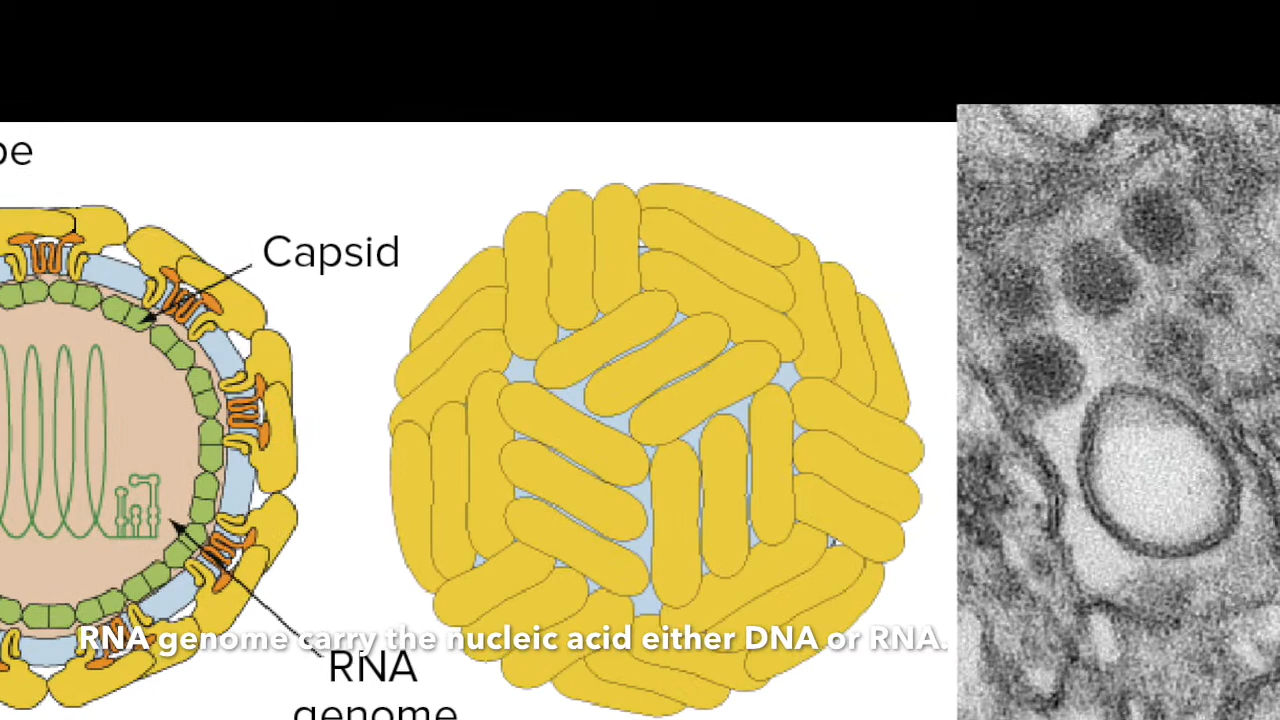 pe
Capsid
RNA genome carry the nucleic acid either DNA or RNA.
RNA
genome